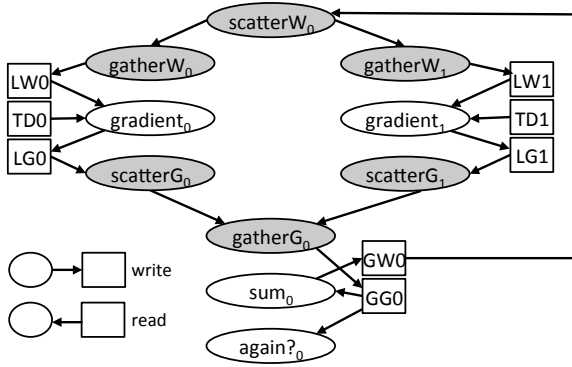 scatterW₀
gatherW₀
gatherW₁
LW0
LW1
TD0
gradient₀
gradient₁
TD1
LG0
LG1
scatterG₀
scatterG₁
gatherG₀
GW0
write
sum₀
GG0
read
again?₀